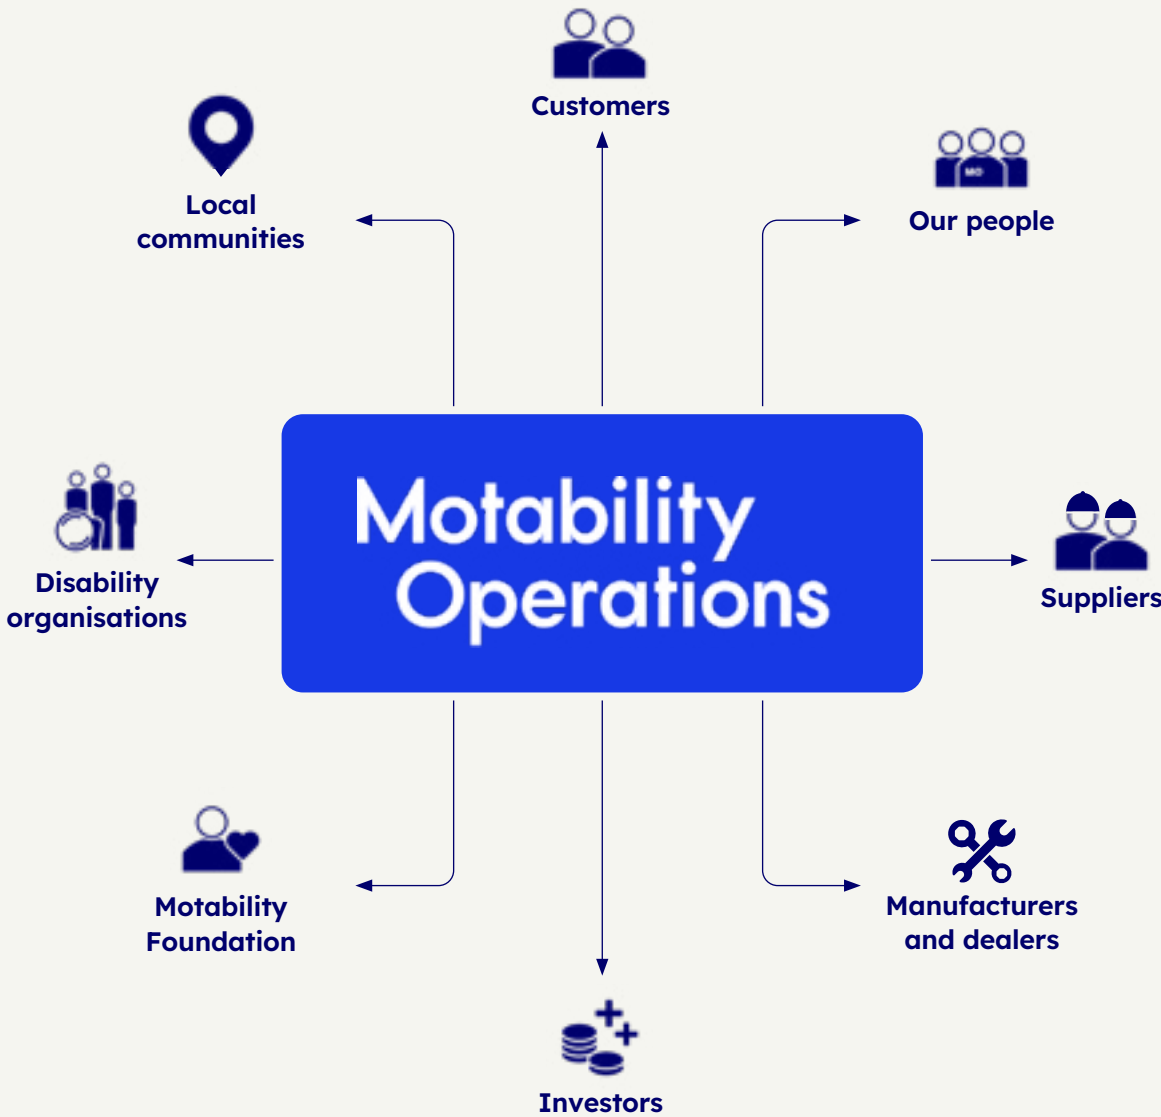 Customers
Local
communities
MO
Our people
Motability
Operations
Disability
organisations
Suppliers
Motability
Foundation
Manufacturers
and dealers
Investors